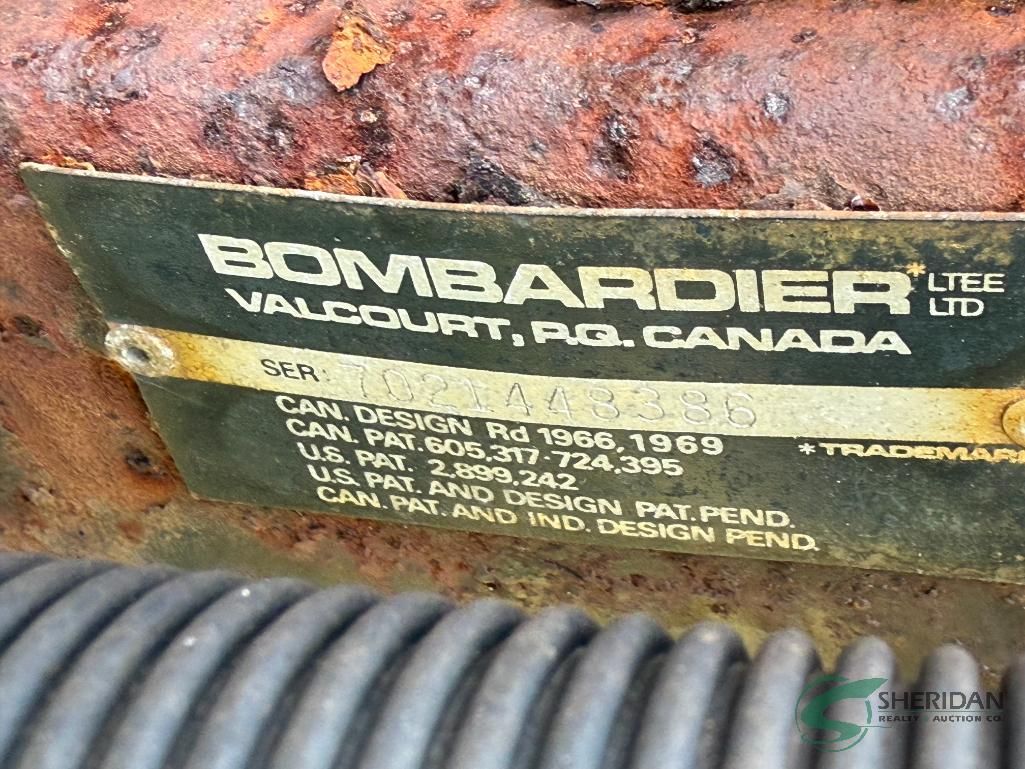 BOMBARDIER* LTEE
LTD
VALCOURT, P.Q. CANADA
SER: 70214448386
CAN. DESIGN Rd 1966, 1969
*TRADEMARK
CAN. PAT. 605,317-724,395
U.S. PAT. 2,899,242
U.S. PAT. AND DESIGN PAT. PEND.
CAN. PAT. AND IND. DESIGN PEND.
SHERIDAN
REALTY & AUCTION CO.